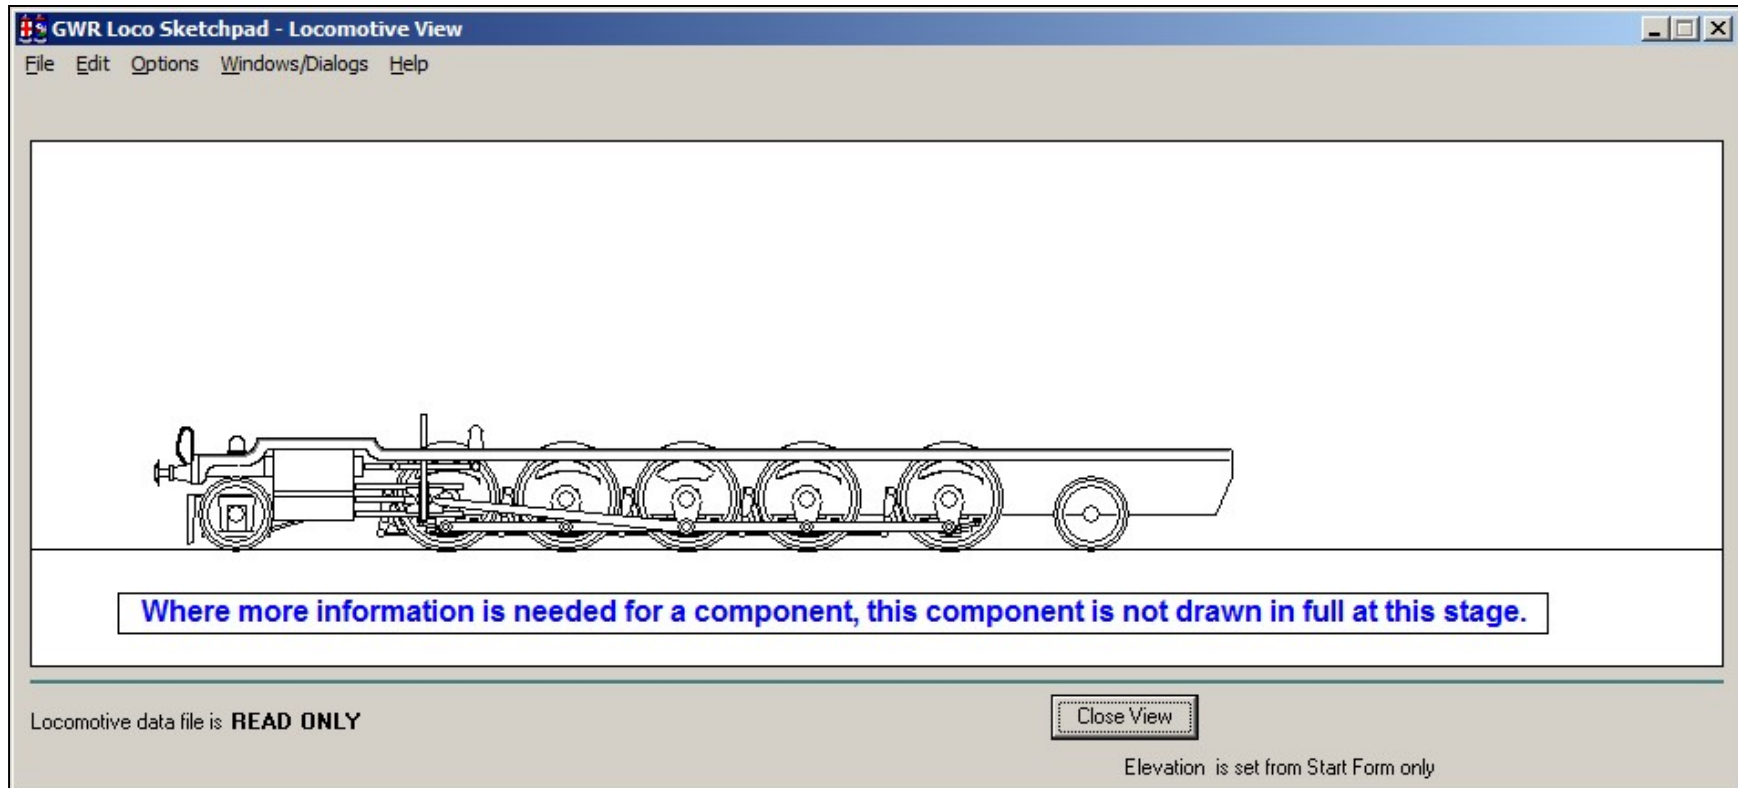 GWR Loco Sketchpad - Locomotive View
File Edit Options Windows/Dialogs Help
Where more information is needed for a component, this component is not drawn in full at this stage.
Locomotive data file is READ ONLY
Close View
Elevation is set from Start Form only